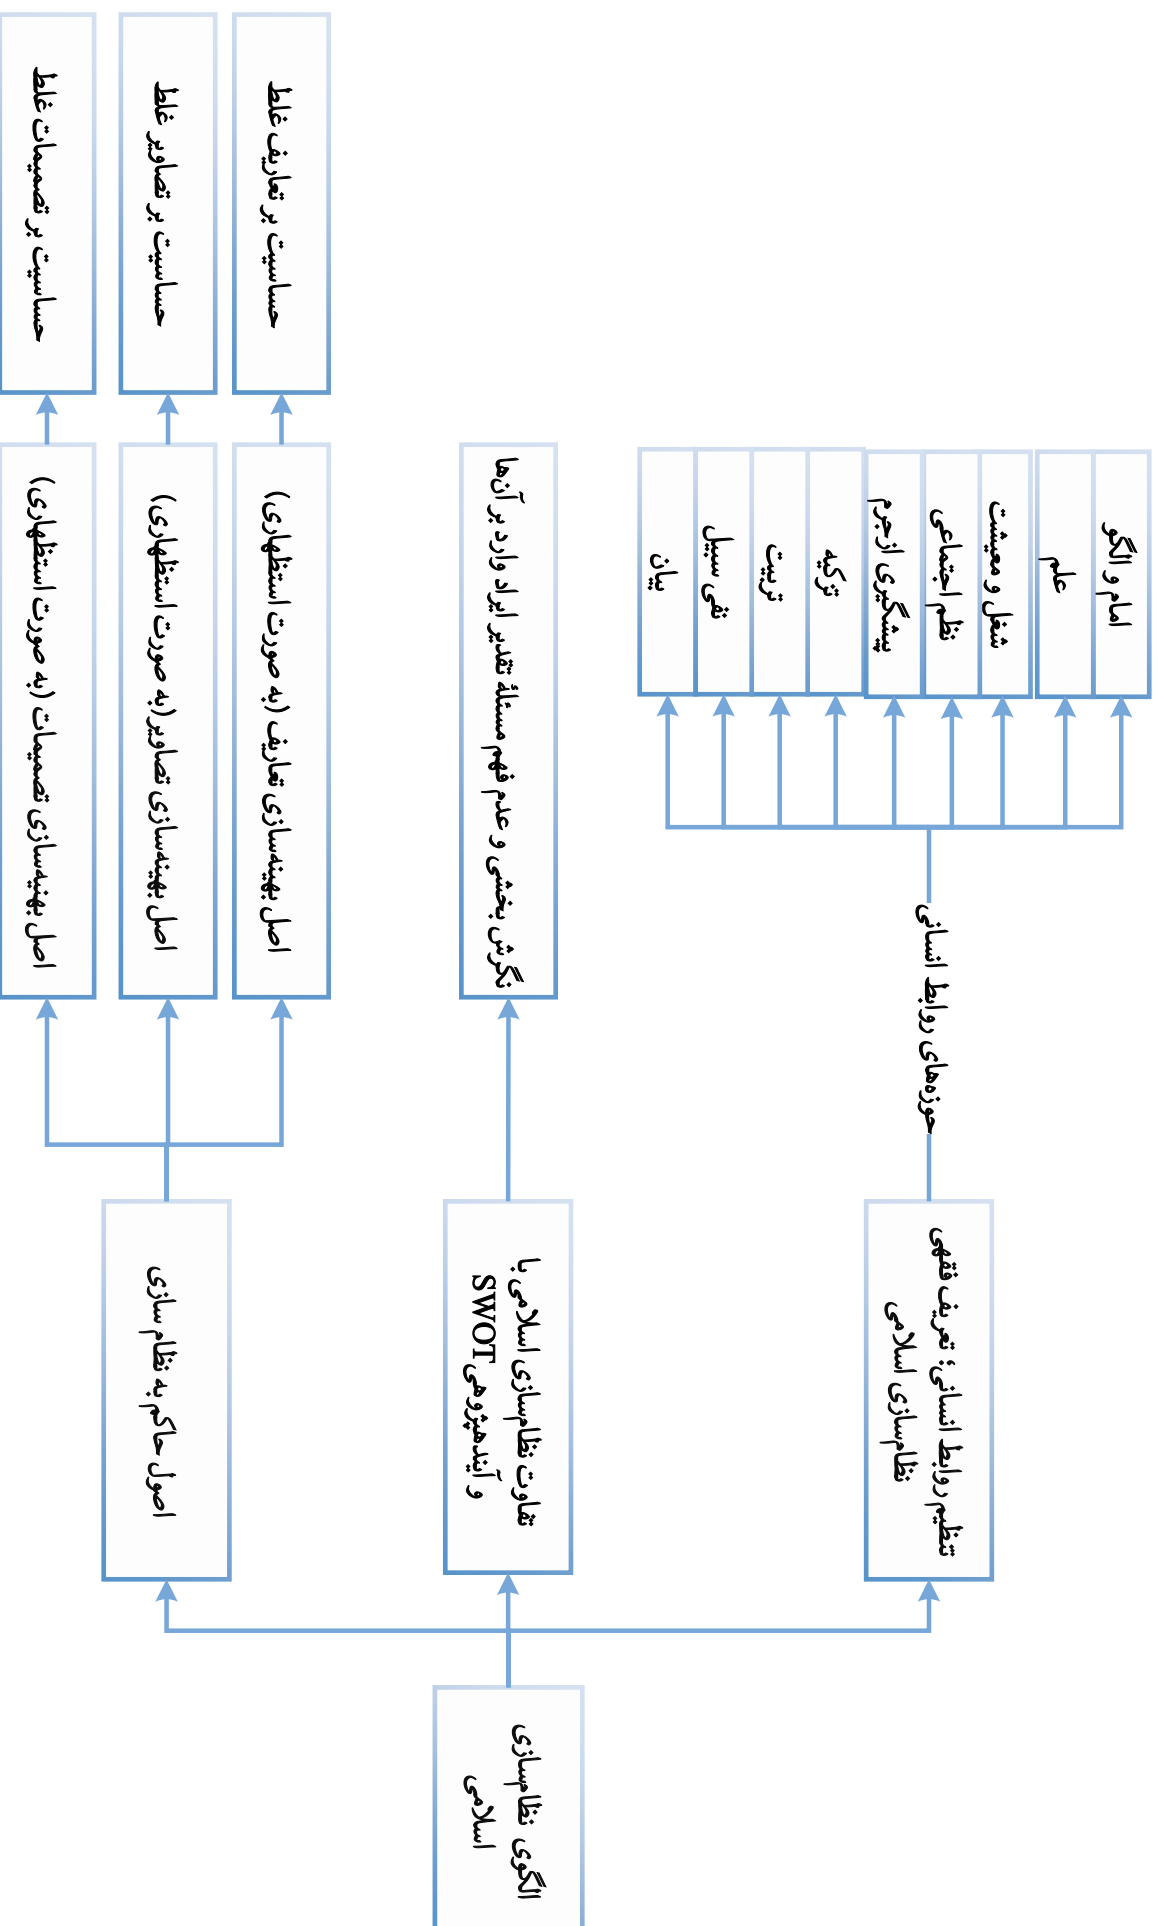 الگوی نظام‌سازی
اسلامی
تنظیم روابط انسانی؛ تعریف فقهی
نظام‌سازی اسلامی
حوزه‌های روابط انسانی
امام و الگو
علم
شغل و معیشت
نظم اجتماعی
پیشگیری از جرم
تزکیه
تربیت
نفی سبیل
بیان
تفاوت نظام‌سازی اسلامی با
SWOT
و آیندهپژوهی
نگرش بخشی و عدم فهم مسئلۀ تقدیر ایراد وارد بر آن‌ها
اصول حاکم به نظام سازی
اصل بهینه‌سازی تعاریف (به صورت استظهاری)
حساسیت بر تعاریف غلط
اصل بهینه‌سازی تصاویر(به صورت استظهاری)
حساسیت بر تصاویر غلط
اصل بهنیه‌سازی تصمیمات (به صورت استظهاری)
حساسیت بر تصمیمات غلط